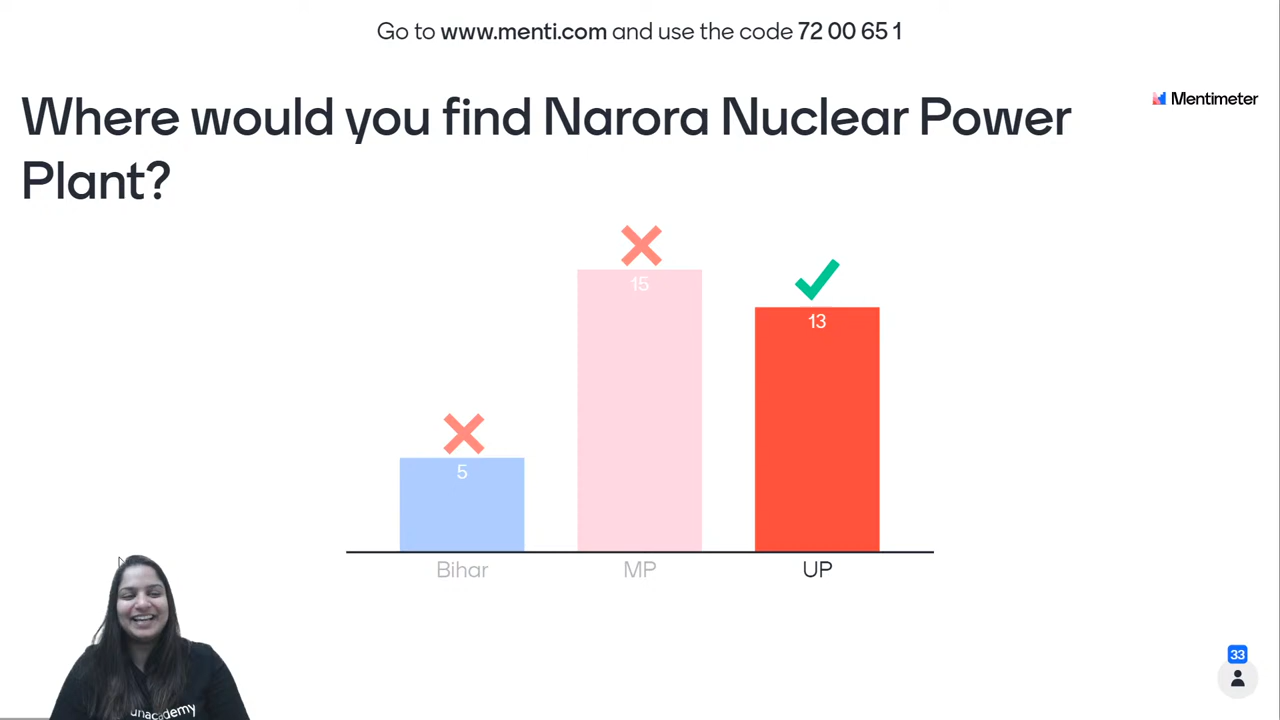 Go to www.menti.com and use the code 72 00 65 1
Mentimeter
Where would you find Narora Nuclear Power
Plant?
15
13
5
Bihar
MP
UP
33
unacademy